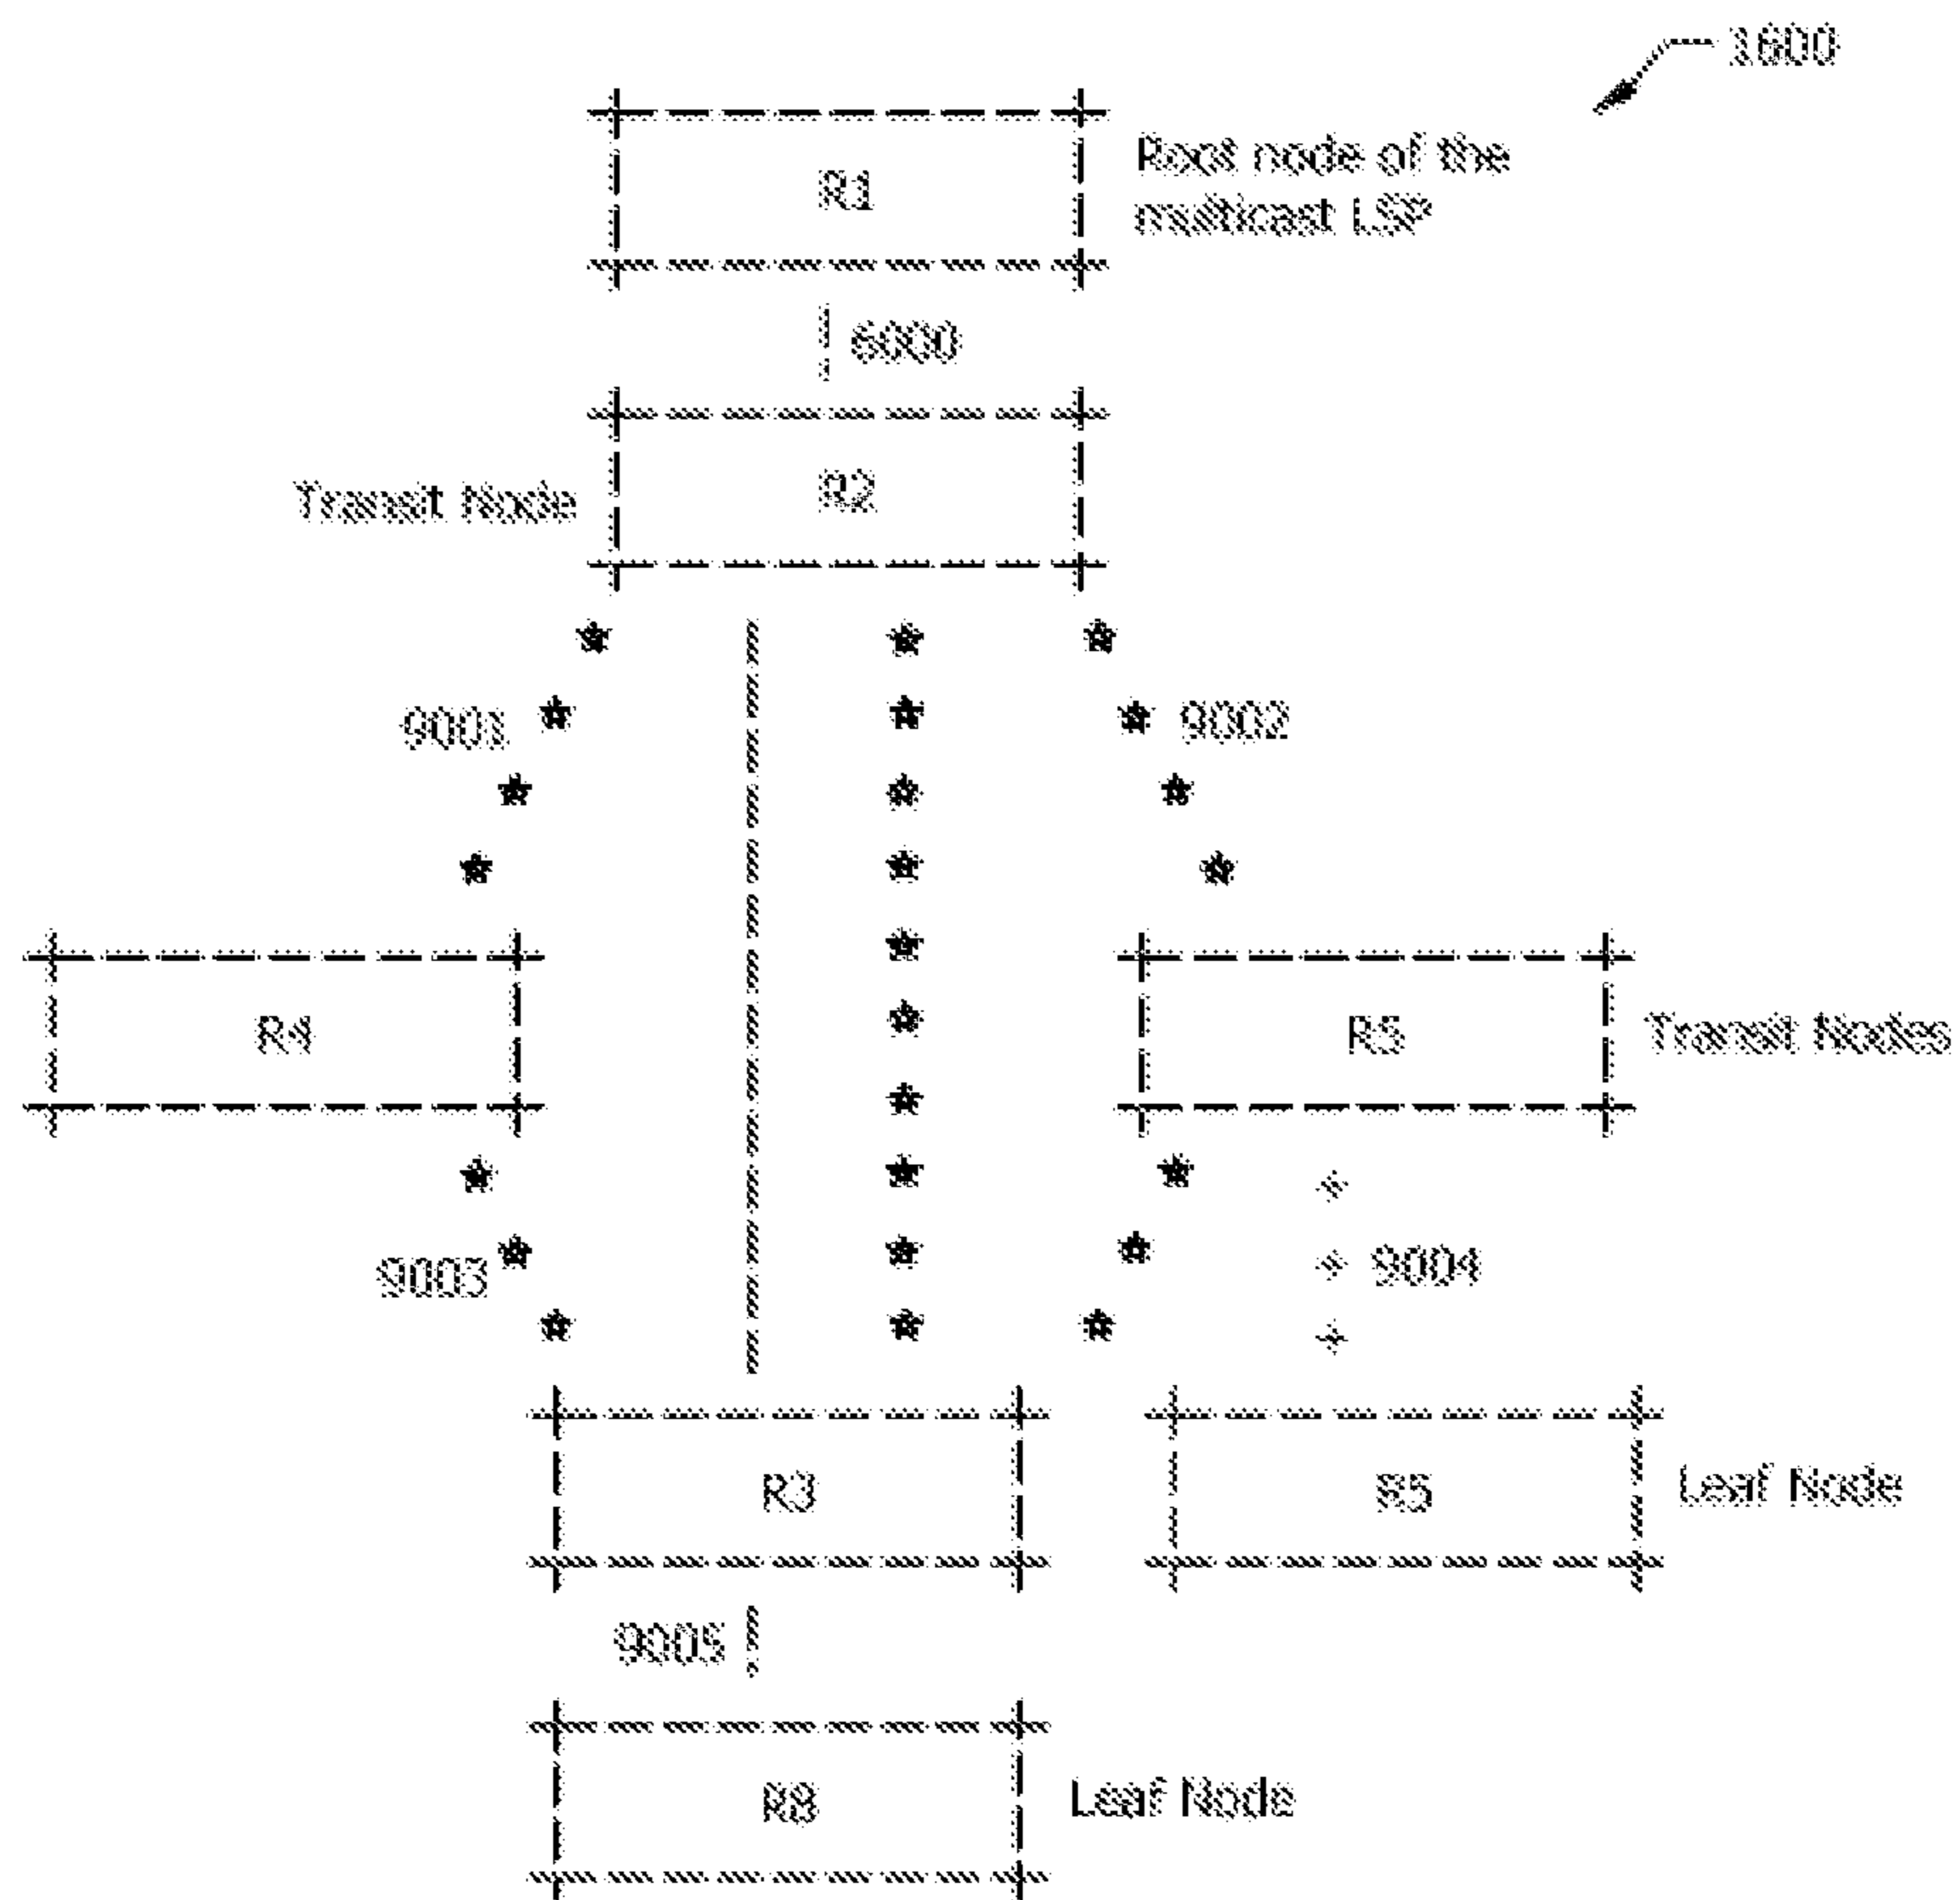 1600
R1
Root node of the
multicast LSP
6000
R2
Transit Node
9001
9002
R4
R5
Transit Nodes
9003
9004
R3
R5
Leaf Node
9005
R8
Leaf Node